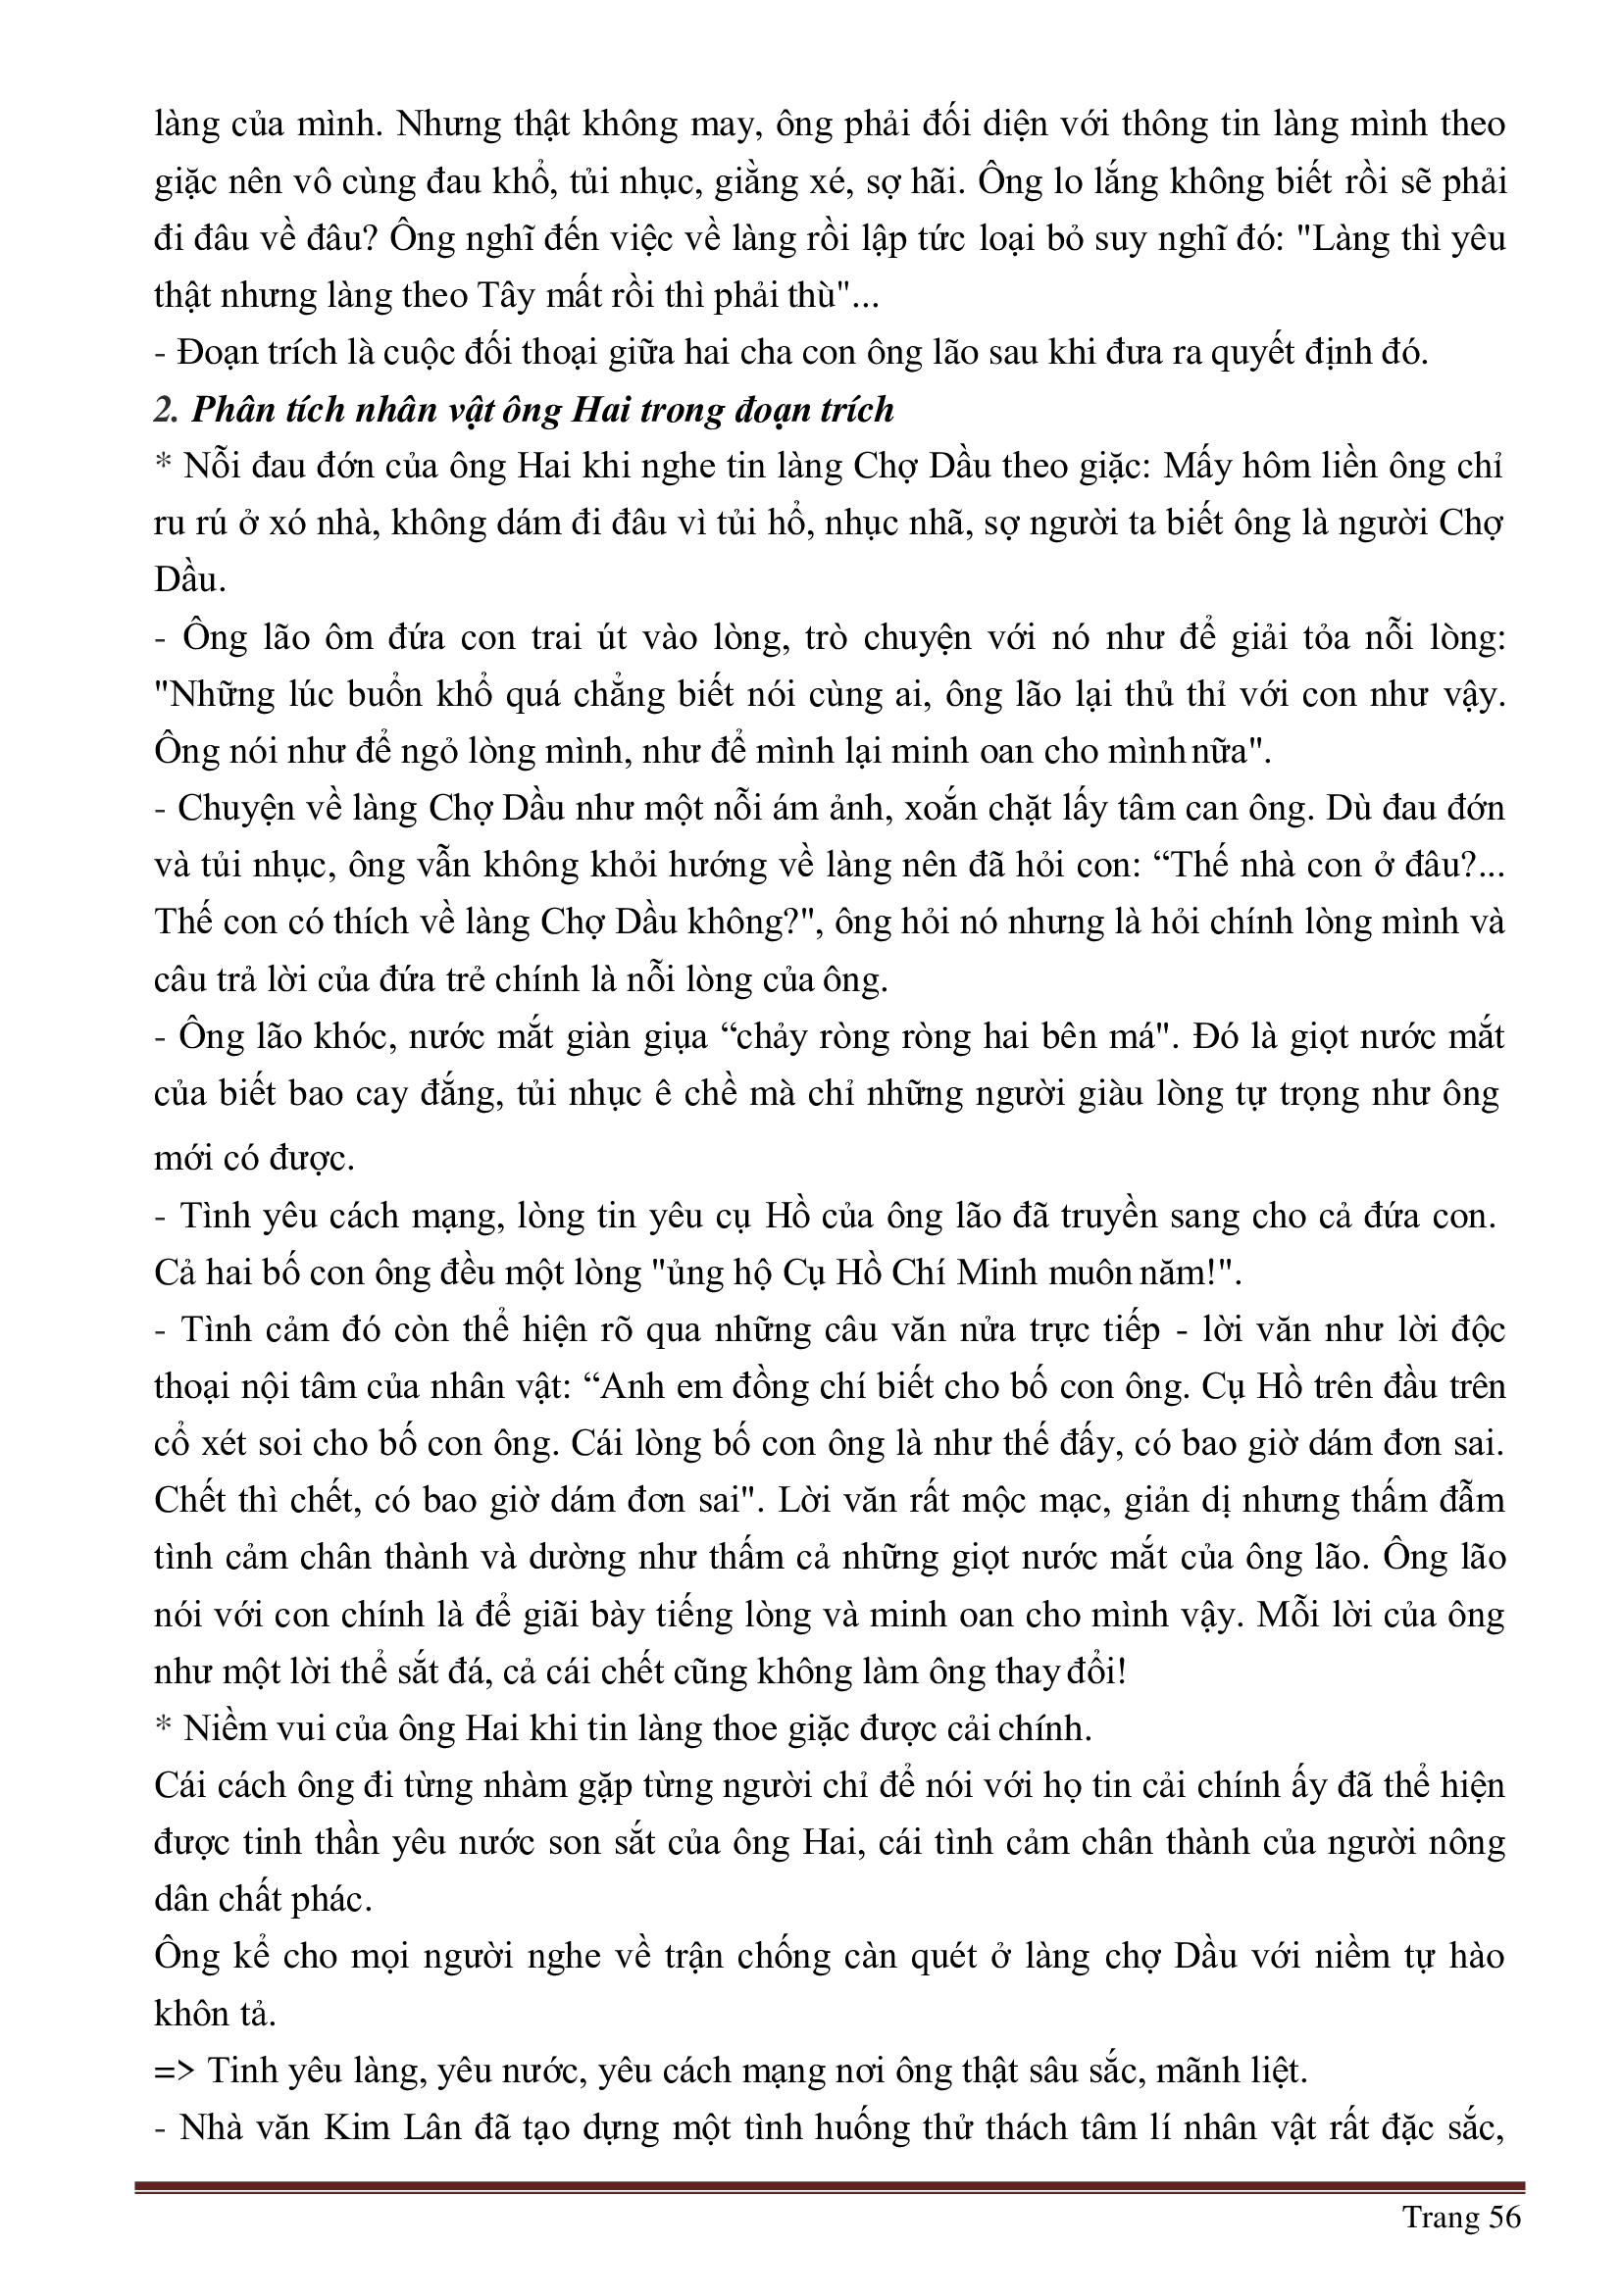 làng của mình. Nhưng thật không may, ông phải đối diện với thông tin làng mình theo
giặc nên vô cùng đau khổ, tủi nhục, giằng xé, sợ hãi. Ông lo lắng không biết rồi sẽ phải
đi đâu về đâu? Ông nghĩ đến việc về làng rồi lập tức loại bỏ suy nghĩ đó: "Làng thì yêu
thật nhưng làng theo Tây mất rồi thì phải thù"...
- Đoạn trích là cuộc đối thoại giữa hai cha con ông lão sau khi đưa ra quyết định đó.
2. Phân tích nhân vật ông Hai trong đoạn trích
* Nỗi đau đớn của ông Hai khi nghe tin làng Chợ Dầu theo giặc: Mấy hôm liền ông chỉ
ru rú ở xó nhà, không dám đi đâu vì tủi hổ, nhục nhã, sợ người ta biết ông là người Chợ
Dầu.
- Ông lão ôm đứa con trai út vào lòng, trò chuyện với nó như để giải tỏa nỗi lòng:
"Những lúc buổn khổ quá chẳng biết nói cùng ai, ông lão lại thủ thỉ với con như vậy.
Ông nói như để ngỏ lòng mình, như để mình lại minh oan cho mình nữa".
- Chuyện về làng Chợ Dầu như một nỗi ám ảnh, xoắn chặt lấy tâm can ông. Dù đau đớn
và tủi nhục, ông vẫn không khỏi hướng về làng nên đã hỏi con: “Thế nhà con ở đâu?...
Thế con có thích về làng Chợ Dầu không?", ông hỏi nó nhưng là hỏi chính lòng mình và
câu trả lời của đứa trẻ chính là nỗi lòng của ông.
- Ông lão khóc, nước mắt giàn giụa “chảy ròng ròng hai bên má". Đó là giọt nước mắt
của biết bao cay đắng, tủi nhục ê chề mà chỉ những người giàu lòng tự trọng như ông
mới có được.
- Tình yêu cách mạng, lòng tin yêu cụ Hồ của ông lão đã truyền sang cho cả đứa con.
Cả hai bố con ông đều một lòng "ủng hộ Cụ Hồ Chí Minh muôn năm!".
- Tình cảm đó còn thể hiện rõ qua những câu văn nửa trực tiếp - lời văn như lời độc
thoại nội tâm của nhân vật: “Anh em đồng chí biết cho bố con ông. Cụ Hồ trên đầu trên
cổ xét soi cho bố con ông. Cái lòng bố con ông là như thế đấy, có bao giờ dám đơn sai.
Chết thì chết, có bao giờ dám đơn sai". Lời văn rất mộc mạc, giản dị nhưng thấm đẫm
tình cảm chân thành và dường như thấm cả những giọt nước mắt của ông lão. Ông lão
nói với con chính là để giãi bày tiếng lòng và minh oan cho mình vậy. Mỗi lời của ông
như một lời thể sắt đá, cả cái chết cũng không làm ông thay đổi!
* Niềm vui của ông Hai khi tin làng thoe giặc được cải chính.
Cái cách ông đi từng nhàm gặp từng người chỉ để nói với họ tin cải chính ấy đã thể hiện
được tinh thần yêu nước son sắt của ông Hai, cái tình cảm chân thành của người nông
dân chất phác.
Ông kể cho mọi người nghe về trận chống càn quét ở làng chợ Dầu với niềm tự hào
khôn tả.
=> Tinh yêu làng, yêu nước, yêu cách mạng nơi ông thật sâu sắc, mãnh liệt.
- Nhà văn Kim Lân đã tạo dựng một tình huống thử thách tâm lí nhân vật rất đặc sắc,
Trang 56